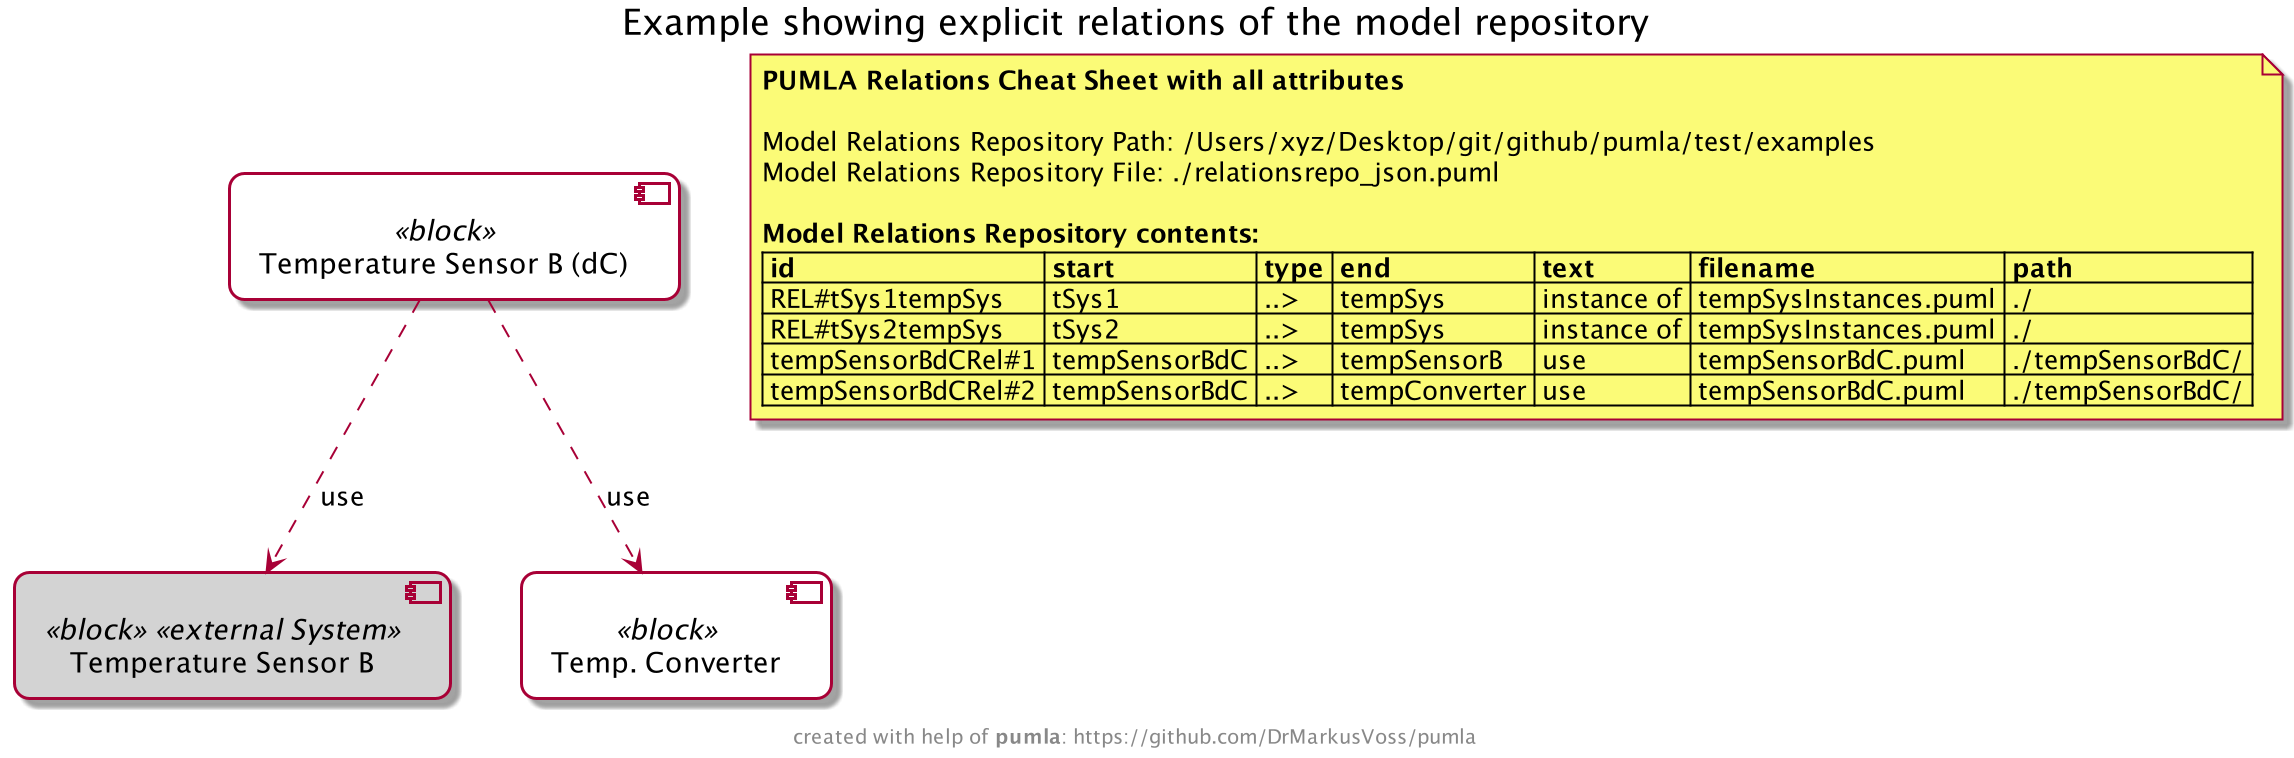 Example showing explicit relations of the model repository
PUMLA Relations Cheat Sheet with all attributes
Model Relations Repository Path: /Users/xyz/Desktop/git/github/pumla/test/examples
Model Relations Repository File: ./relationsrepo_json.puml
Model Relations Repository contents:
id start type end text filename path
REL#tSys1tempSys tSys1 ..> tempSys instance of tempSysInstances.puml ./
REL#tSys2tempSys tSys2 ..> tempSys instance of tempSysInstances.puml ./
tempSensorBdCRel#1 tempSensorBdC ..> tempSensorB use tempSensorBdC.puml ./tempSensorBdC/
tempSensorBdCRel#2 tempSensorBdC ..> tempConverter use tempSensorBdC.puml ./tempSensorBdC/
«block»
Temperature Sensor B (dC)
use
use
«block» «external System»
Temperature Sensor B
«block»
Temp. Converter
created with help of pumla: https://github.com/DrMarkusVoss/pumla